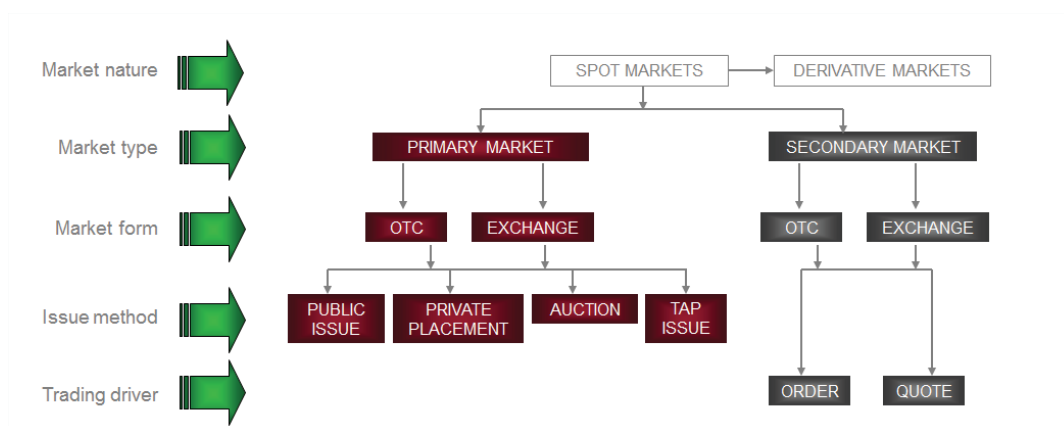 Market nature
SPOT MARKETS
DERIVATIVE MARKETS
Market type
PRIMARY MARKET
SECONDARY MARKET
Market form
OTC
EXCHANGE
OTC
EXCHANGE
Issue method
PUBLIC
ISSUE
PRIVATE
PLACEMENT
AUCTION
TAP
ISSUE
Trading driver
ORDER
QUOTE